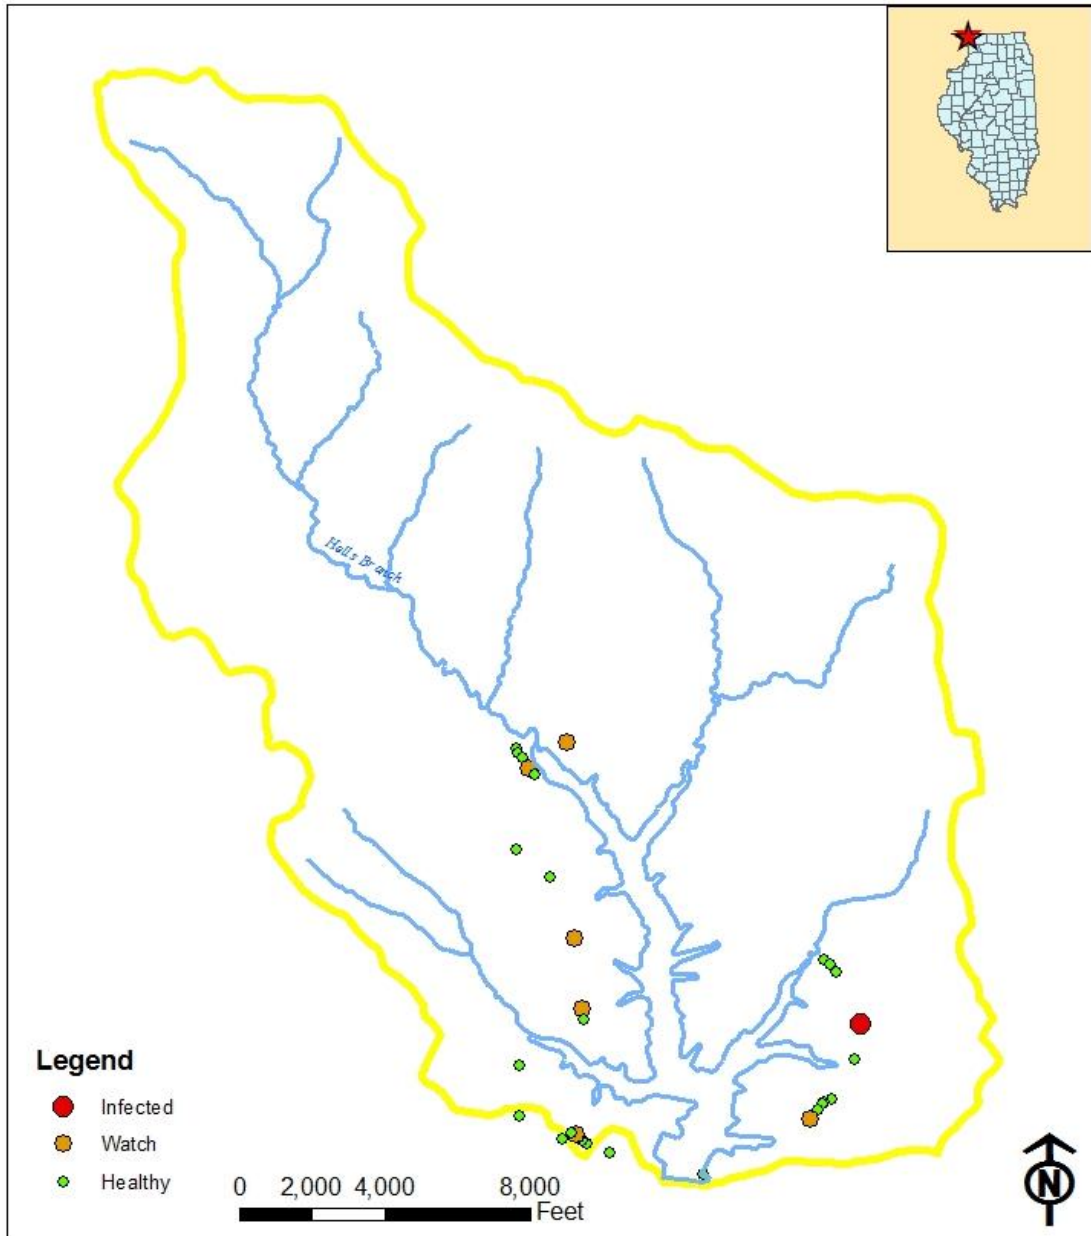 Halls Branch
Legend
Infected
Watch
Healthy
0 2,000 4,000 8,000
Feet
N